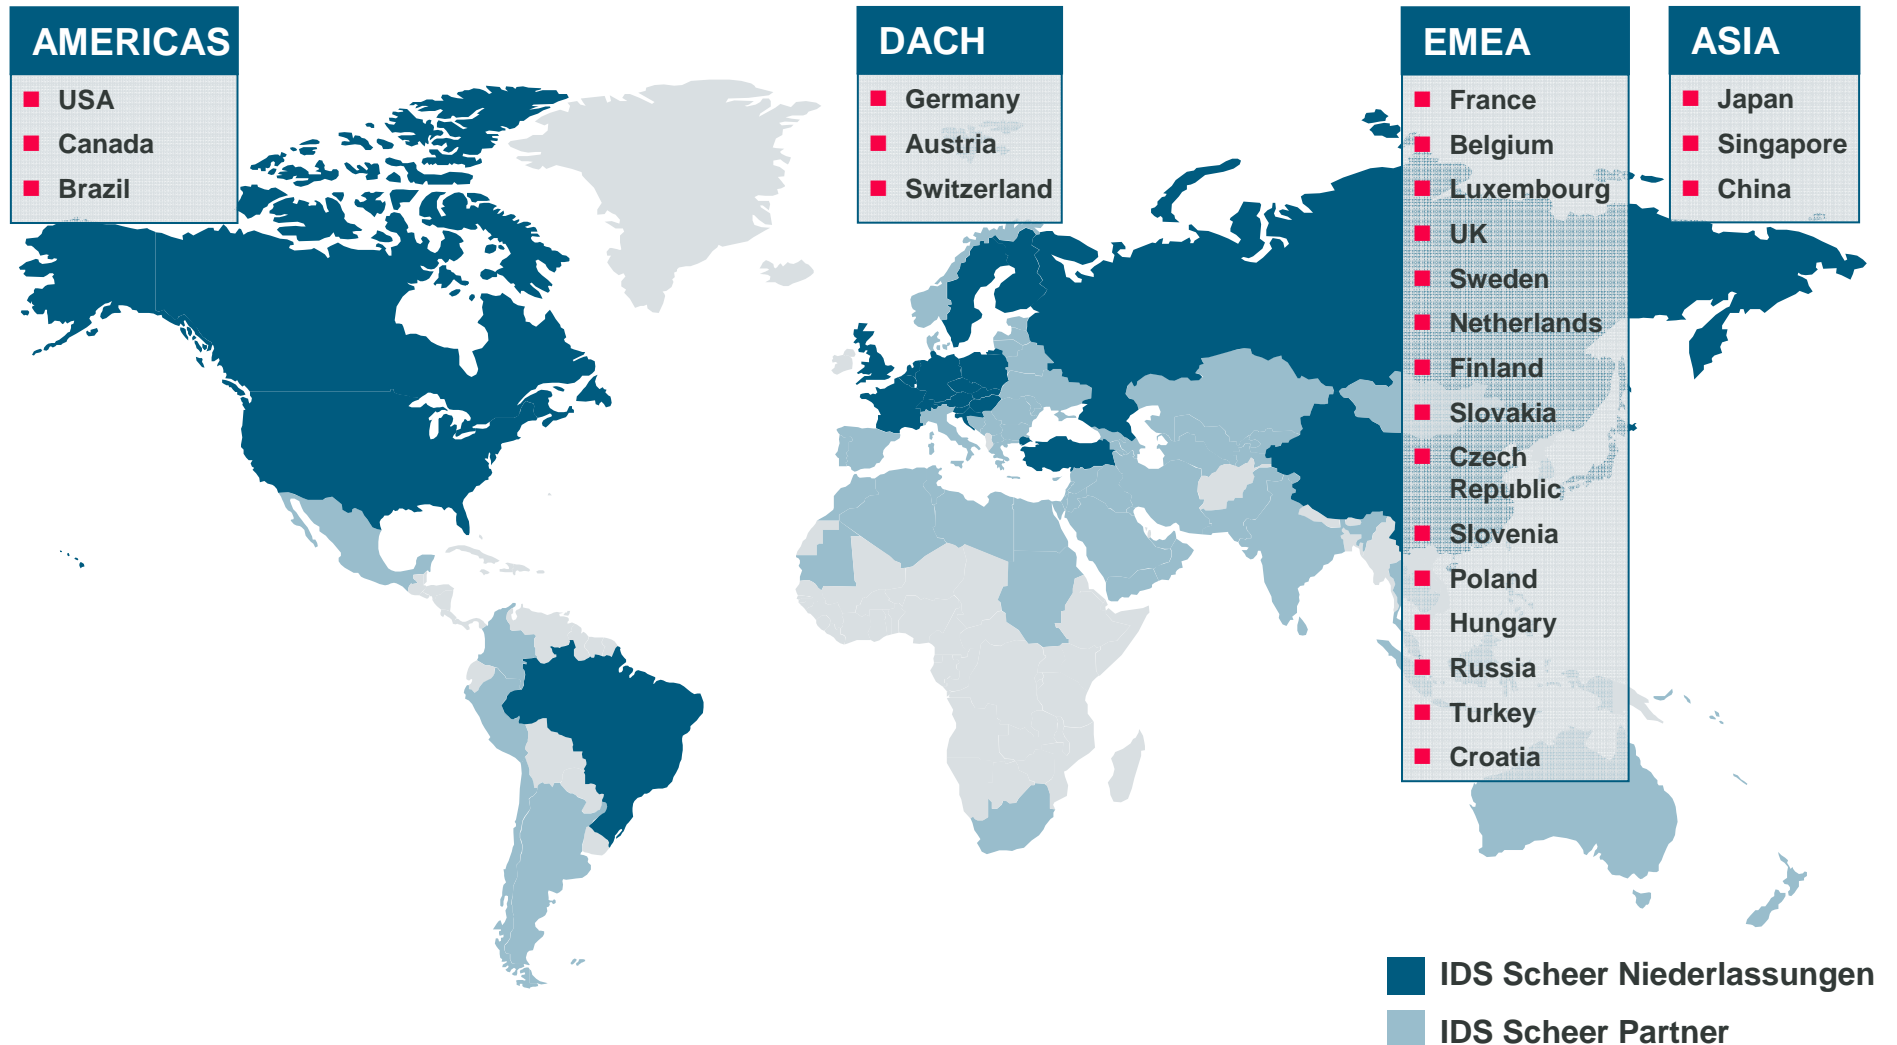 AMERICAS
USA
Canada
Brazil
DACH
Germany
Austria
Switzerland
EMEA
France
Belgium
Luxembourg
UK
Sweden
Netherlands
Finland
Slovakia
Czech
Republic
Slovenia
Poland
Hungary
Russia
Turkey
Croatia
ASIA
Japan
Singapore
China
IDS Scheer Niederlassungen
IDS Scheer Partner